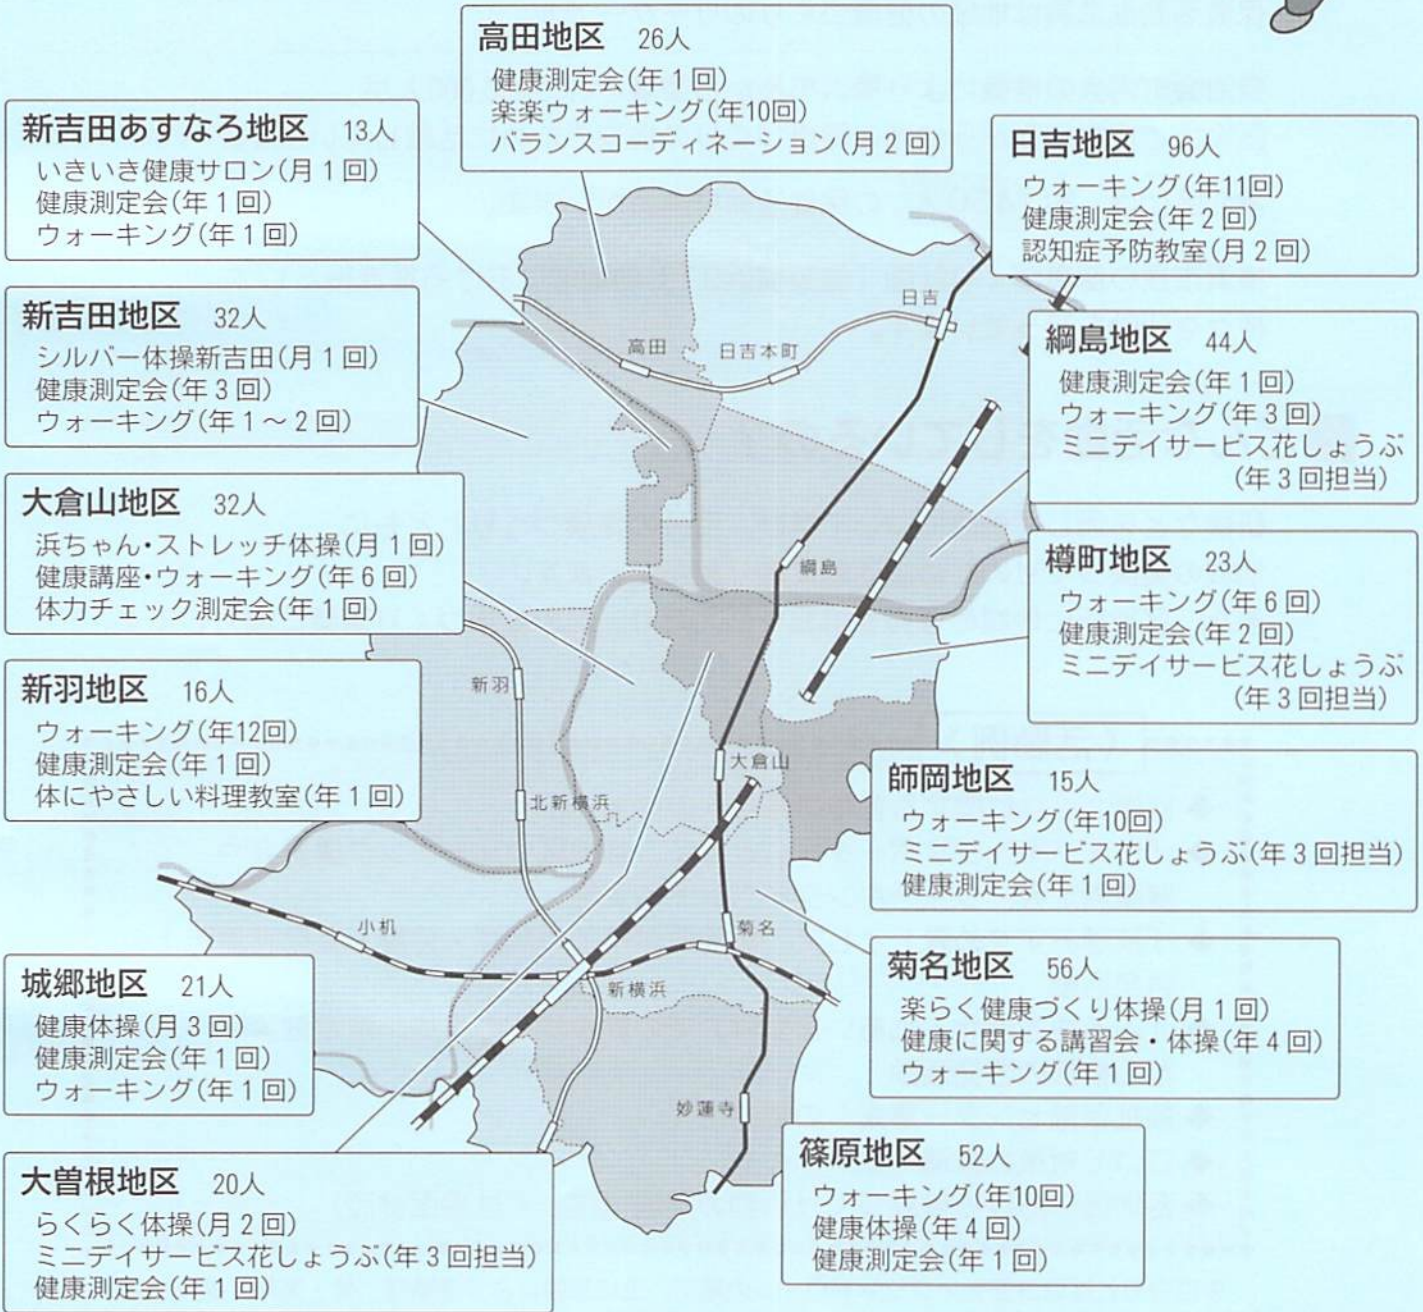 高田地区　26人
健康測定会(年1回)
楽楽ウォーキング(年10回)
バランスコーディネーション(月2回)
新吉田あすなろ地区　13人
いきいき健康サロン(月1回)
健康測定会(年1回)
ウォーキング(年1回)
日吉地区　96人
ウォーキング(年11回)
健康測定会(年2回)
認知症予防教室(月2回)
新吉田地区　32人
シルバー体操新吉田(月1回)
健康測定会(年3回)
ウォーキング(年1～2回)
綱島地区　44人
健康測定会(年1回)
ウォーキング(年3回)
ミニデイサービス花しょうぶ
(年3回担当)
大倉山地区　32人
浜ちゃん・ストレッチ体操(月1回)
健康講座・ウォーキング(年6回)
体力チェック測定会(年1回)
樽町地区　23人
ウォーキング(年6回)
健康測定会(年2回)
ミニデイサービス花しょうぶ
(年3回担当)
新羽地区　16人
ウォーキング(年12回)
健康測定会(年1回)
体にやさしい料理教室(年1回)
師岡地区　15人
ウォーキング(年10回)
ミニデイサービス花しょうぶ(年3回担当)
健康測定会(年1回)
城郷地区　21人
健康体操(月3回)
健康測定会(年1回)
ウォーキング(年1回)
菊名地区　56人
楽らく健康づくり体操(月1回)
健康に関する講習会・体操(年4回)
ウォーキング(年1回)
大曽根地区　20人
らくらく体操(月2回)
ミニデイサービス花しょうぶ(年3回担当)
健康測定会(年1回)
篠原地区　52人
ウォーキング(年10回)
健康体操(年4回)
健康測定会(年1回)
日吉
高田
日吉本町
綱島
新羽
大倉山
北新横浜
小机
菊名
新横浜
妙蓮寺